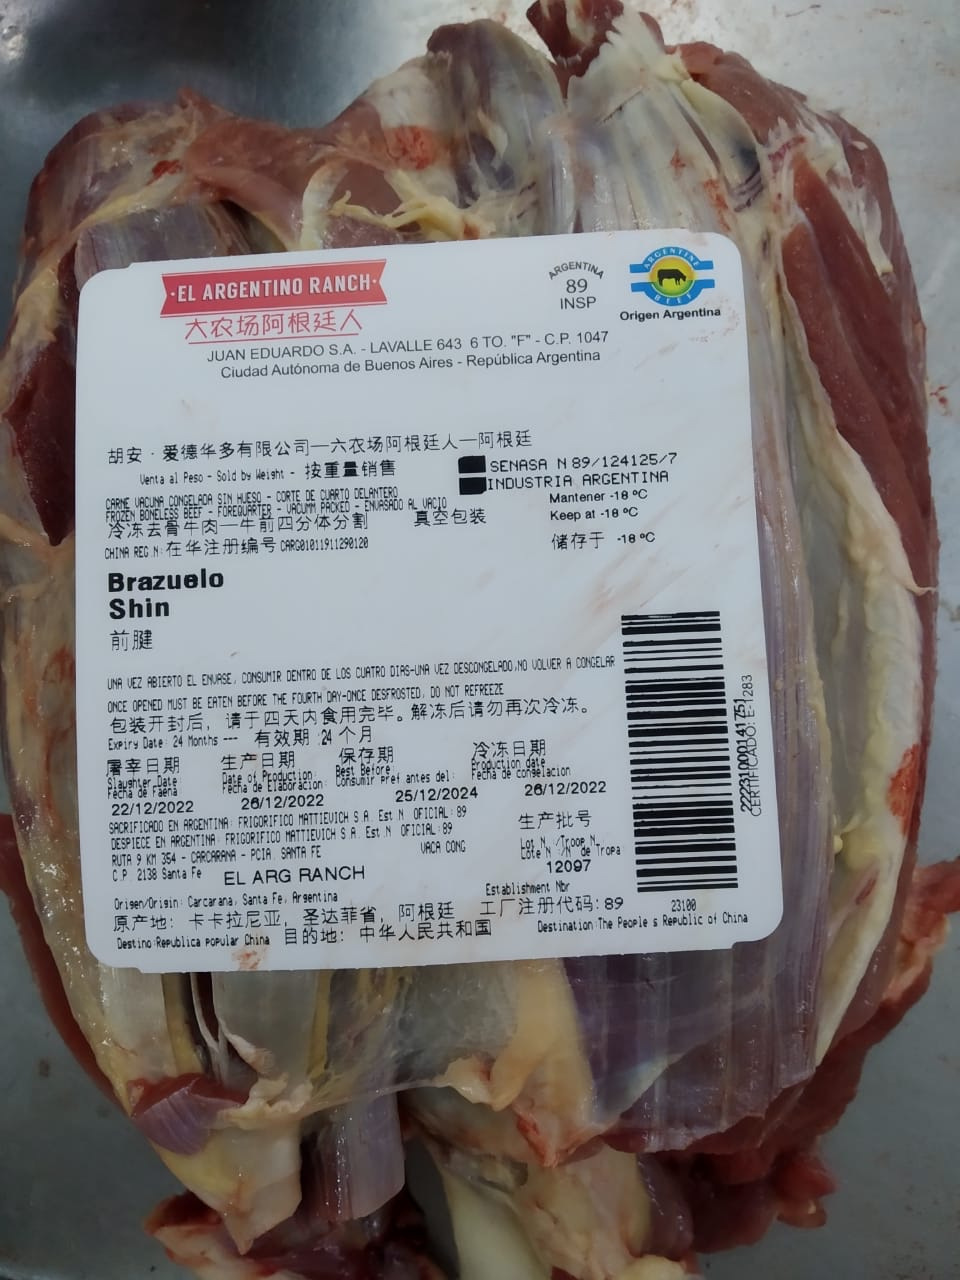 EL ARGENTINO RANCH
大农场阿根廷人
ARGENTINA
89
INSP
ARGENTINE
BEEF
Origen Argentina
JUAN EDUARDO S.A. - LAVALLE 643 6 TO. "F" - C.P. 1047
Ciudad Autónoma de Buenos Aires - República Argentina
胡安·爱德华多有限公司—六农场阿根廷人—阿根廷
Venta al Peso - Sold by Weight - 按重量销售
SENASA N 89/124125/7
INDUSTRIA ARGENTINA
CARNE VACUNA CONGELADA SIN HUESO - CORTE DE CUARTO DELANTERO
FROZEN BONELESS BEEF - FOREQUARTER - VACUMM PACKED - ENVASADO AL VACIO
冷冻去骨牛肉—牛前四分体分割 真空包装
Mantener -18 ºC
Keep at -18 ºC
储存于 -18 ºC
CHINA REG N: 在华注册编号 CARG01011911290120
Brazuelo
Shin
前腱
UNA VEZ ABIERTO EL ENVASE, CONSUMIR DENTRO DE LOS CUATRO DIAS-UNA VEZ DESCONGELADO,NO VOLVER A CONGELAR
ONCE OPENED MUST BE EATEN BEFORE THE FOURTH DAY-ONCE DESFROSTED, DO NOT REFREEZE
包装开封后, 请于四天内食用完毕。解冻后请勿再次冷冻。
Expiry Date: 24 Months --- 有效期:24 个月
屠宰日期 生产日期 保存期 冷冻日期
Slaughter Date Date of Production: Best Before: Production date
Fecha de Faena Fecha de Elaboracion: Consumir Pref antes del: Fecha de Congelacion
22/12/2022 26/12/2022 25/12/2024 26/12/2022
SACRIFICADO EN ARGENTINA: FRIGORIFICO MATTIEVICH S A. Est N OFICIAL: 89
DESPIECE EN ARGENTINA: FRIGORIFICO MATTIEVICH S A. Est N OFICIAL:89
RUTA 9 KM 354 - CARCARANA - PCIA. SANTA FE VACA CONG
C.P. 2138 Santa Fe EL ARG RANCH
生产批号
Lot N /Troop N
Lote N /N de Tropa
12097
Origen/Origin: Carcarana, Santa Fe, Argentina
原产地: 卡卡拉尼亚, 圣达菲省, 阿根廷
Establishment Nbr
工厂注册代码:89
23100
Destino:Republica Popular China 目的地: 中华人民共和国
Destination:The People s Republic of China
22231000141751
CERTIFICADO: E-1283